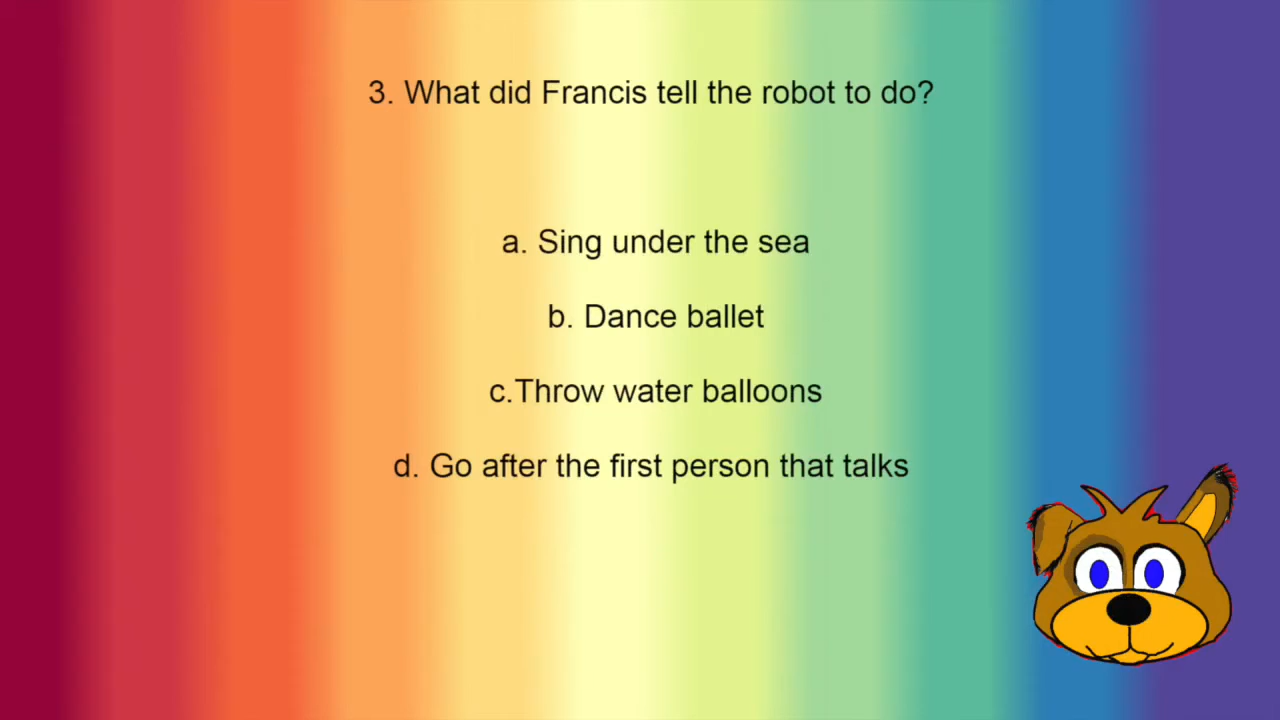 3. What did Francis tell the robot to do?
a. Sing under the sea
b. Dance ballet
c.Throw water balloons
d. Go after the first person that talks